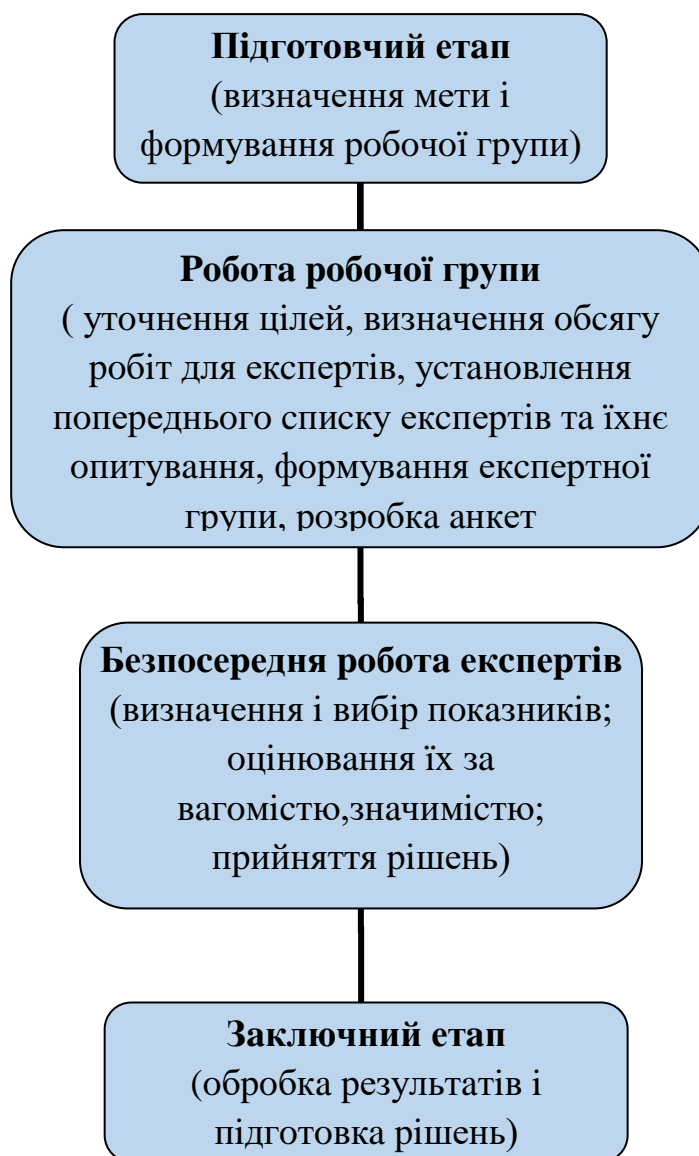 Підготовчий етап
(визначення мети і
формування робочої групи)
Робота робочої групи
( уточнення цілей, визначення обсягу
робіт для експертів, установлення
попереднього списку експертів та їхнє
опитування, формування експертної
групи, розробка анкет
Безпосередня робота експертів
(визначення і вибір показників;
оцінювання їх за
вагомістю,значимістю;
прийняття рішень)
Заключний етап
(обробка результатів і
підготовка рішень)